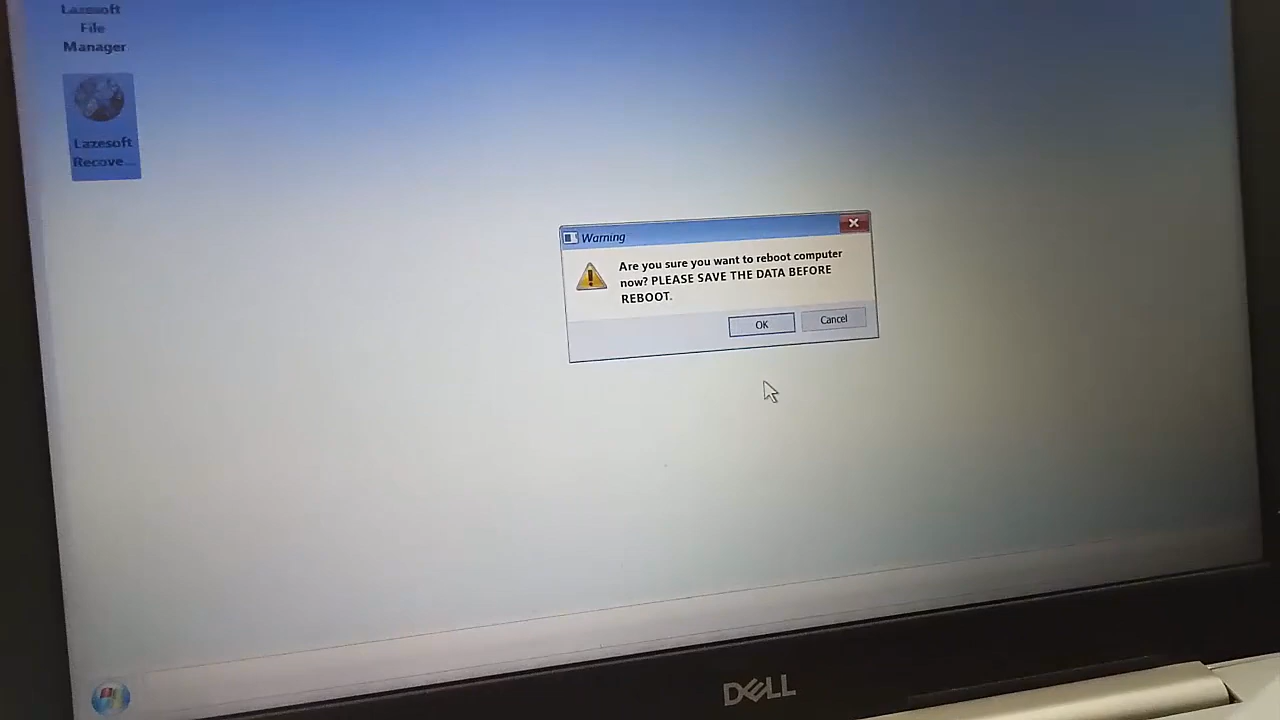 Lazesoft
File
Manager
Lazesoft
Recove...
Warning
Are you sure you want to reboot computer
now? PLEASE SAVE THE DATA BEFORE
REBOOT.
OK
Cancel
DELL